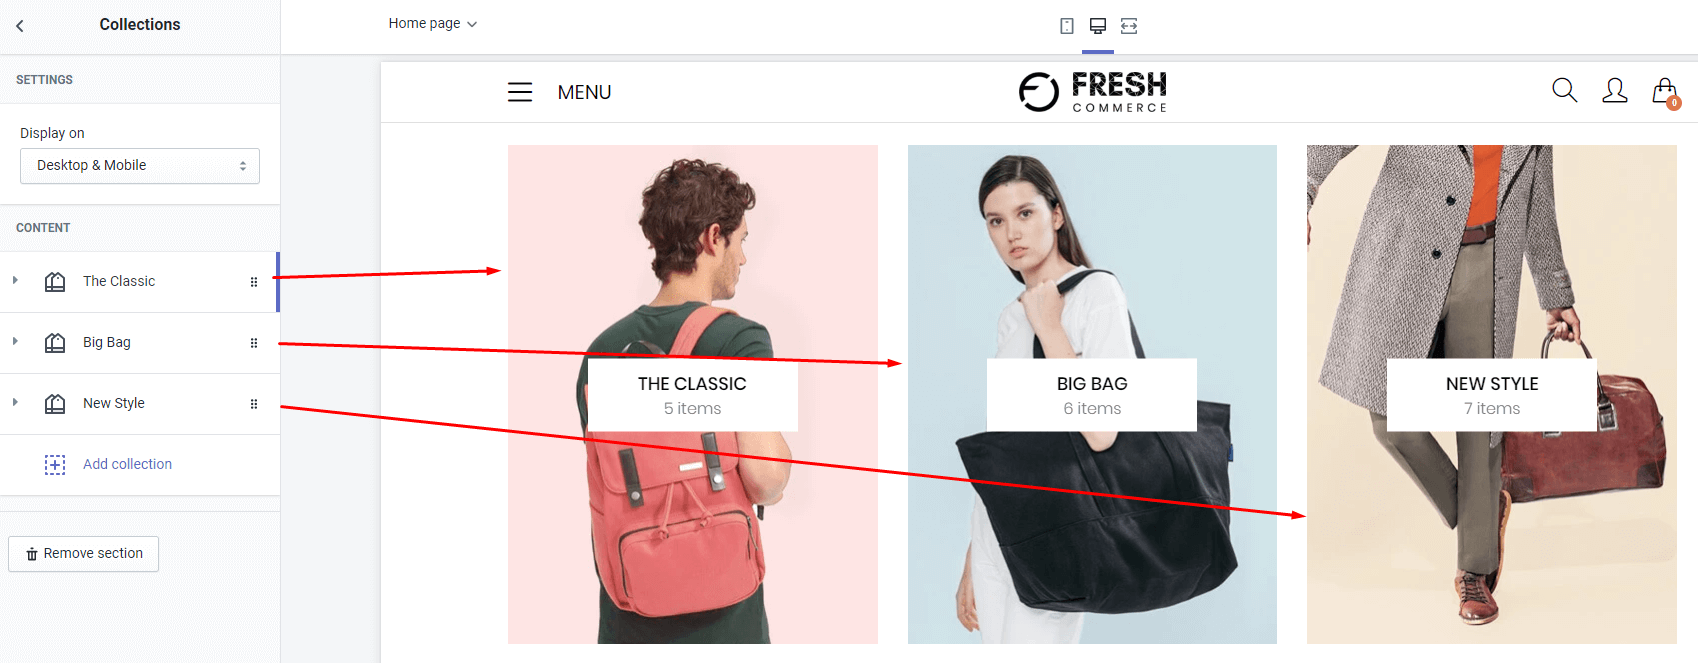 Collections
Home page
SETTINGS
Display on
Desktop & Mobile
CONTENT
The Classic
Big Bag
New Style
Add collection
Remove section
MENU
FRESH
COMMERCE
0
THE CLASSIC
5 items
BIG BAG
6 items
NEW STYLE
7 items